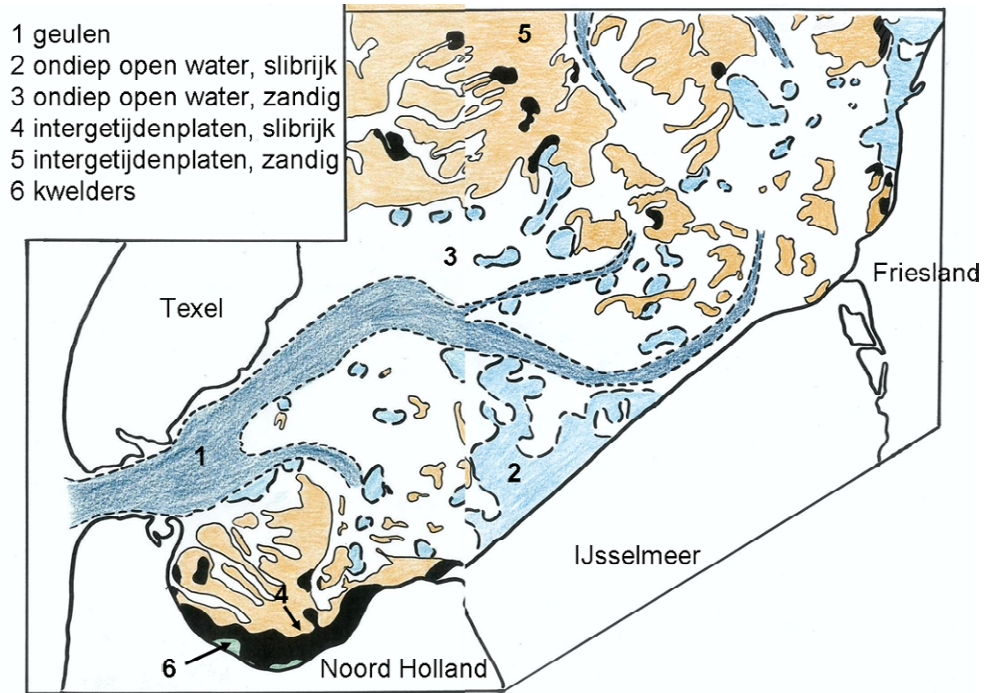 1 geulen
2 ondiep open water, slibrijk
3 ondiep open water, zandig
4 intergetijdenplaten, slibrijk
5 intergetijdenplaten, zandig
6 kwelders
5
3
Friesland
Texel
1
2
IJsselmeer
4
6
Noord Holland